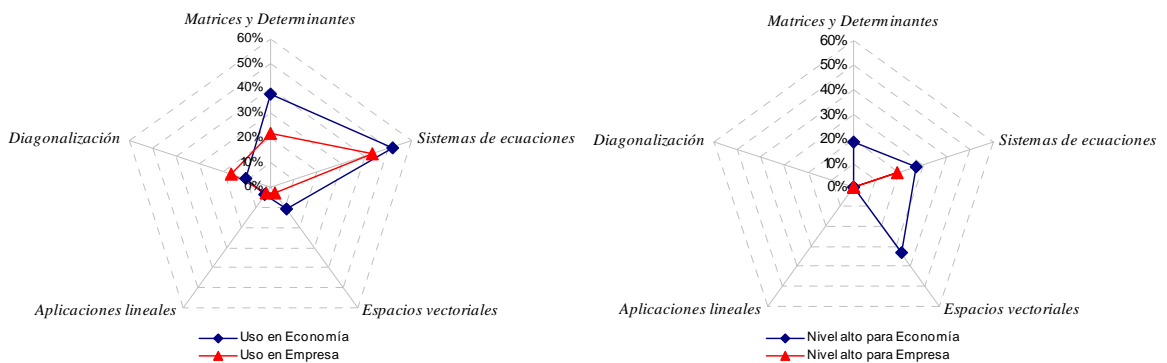 Matrices y Determinantes
60%
50%
40%
30%
20%
10%
0%
Diagonalización
Sistemas de ecuaciones
Aplicaciones lineales
Espacios vectoriales
Uso en Economía
Uso en Empresa
Matrices y Determinantes
60%
50%
40%
30%
20%
10%
0%
Diagonalización
Sistemas de ecuaciones
Aplicaciones lineales
Espacios vectoriales
Nivel alto para Economía
Nivel alto para Empresa